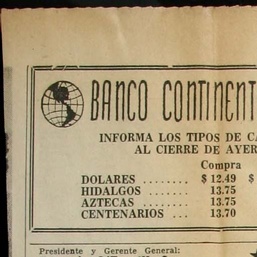 BANCO CONTINENT
INFORMA LOS TIPOS DE CA
AL CIERRE DE AYER
Compra
DOLARES ........ $ 12.49 $
HIDALGOS ...... 13.75
AZTECAS ....... 13.75
CENTENARIOS ... 13.70
Presidente y Gerente General: